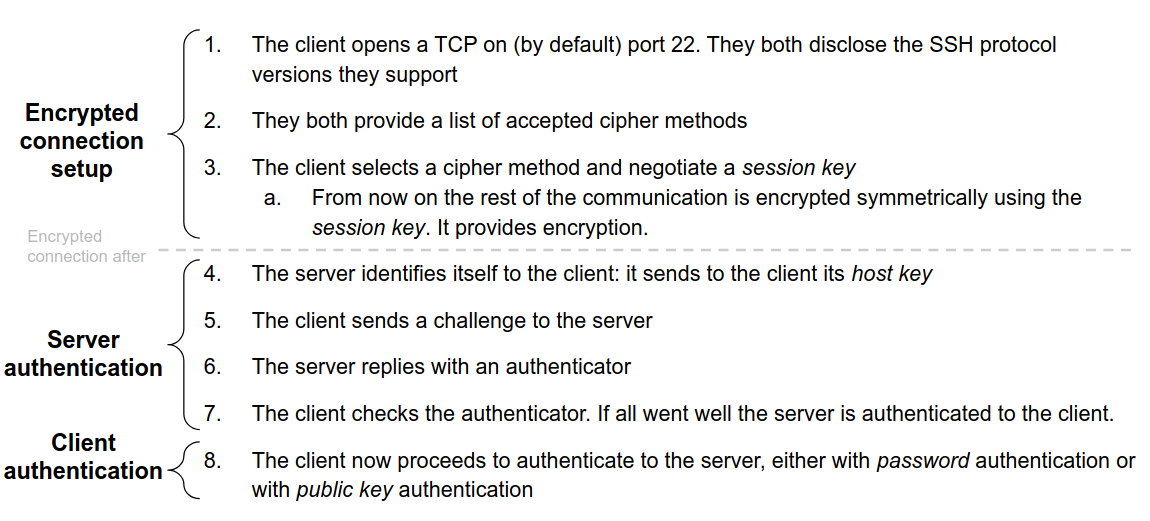 Encrypted
connection
setup
1. The client opens a TCP on (by default) port 22. They both disclose the SSH protocol
versions they support
2. They both provide a list of accepted cipher methods
3. The client selects a cipher method and negotiate a session key
a. From now on the rest of the communication is encrypted symmetrically using the
session key. It provides encryption.
Encrypted
connection after
Server
authentication
4. The server identifies itself to the client: it sends to the client its host key
5. The client sends a challenge to the server
6. The server replies with an authenticator
7. The client checks the authenticator. If all went well the server is authenticated to the client.
Client
authentication
8. The client now proceeds to authenticate to the server, either with password authentication or
with public key authentication